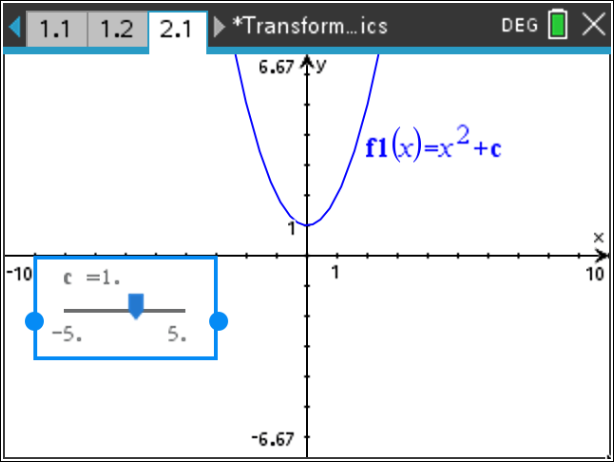 1.1 1.2 2.1 *Transform...ics DEG
6.67 y
f1(x)=x²+c
1
x
-10 1 10
c =1.
-5. 5.
-6.67